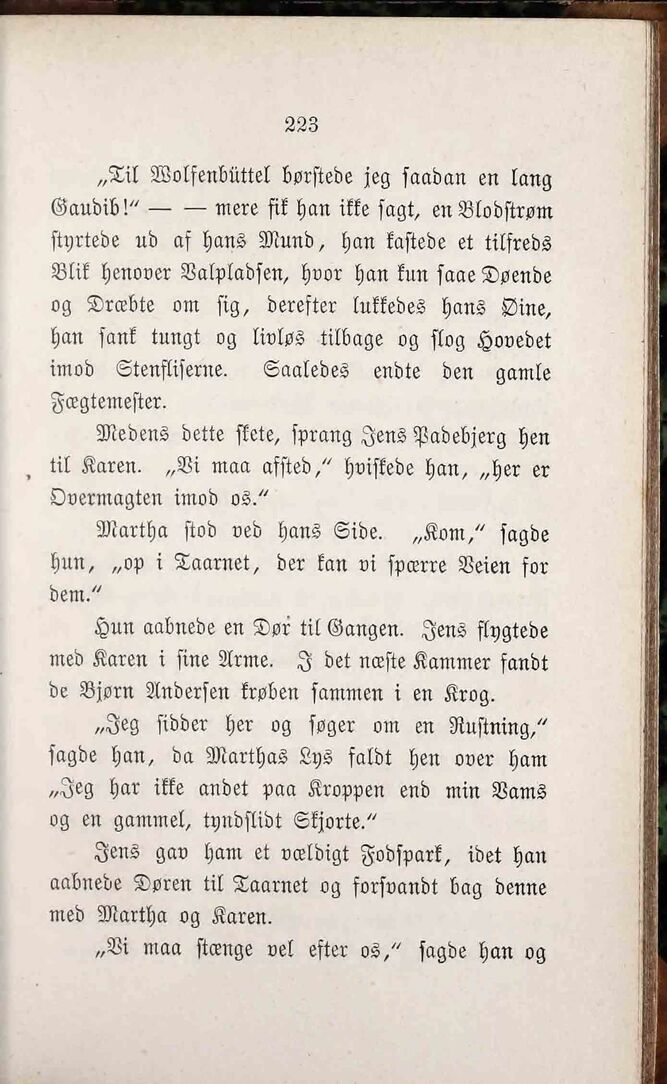 223
„Til Wolfenbüttel børstede jeg saadan en lang
Gaudib!“ — — mere fik han ikke sagt, en Blodstrøm
styrtede ud af hans Mund, han kastede et tilfreds
Blik henover Valpladsen, hvor han kun saae Døende
og Dræbte om sig, derefter lukkedes hans Øine,
han sank tungt og livløs tilbage og slog Hovedet
imod Stenfliserne. Saaledes endte den gamle
Fægtemester.
Medens dette skete, sprang Jens Padebjerg hen
til Karen. „Vi maa afsted,“ hviskede han, „her er
Overmagten imod os.“
Martha stod ved hans Side. „Kom,“ sagde
hun, „op i Taarnet, der kan vi spærre Veien for
dem.“
Hun aabnede en Dør til Gangen. Jens flygtede
med Karen i sine Arme. I det næste Kammer fandt
de Bjørn Andersen krøben sammen i en Krog.
„Jeg sidder her og søger om en Rustning,“
sagde han, da Marthas Lys faldt hen over ham
„Jeg har ikke andet paa Kroppen end min Vams
og en gammel, tyndslidt Skjorte.“
Jens gav ham et vældigt Fodspark, idet han
aabnede Døren til Taarnet og forsvandt bag denne
med Martha og Karen.
„Vi maa stænge vel efter os,“ sagde han og